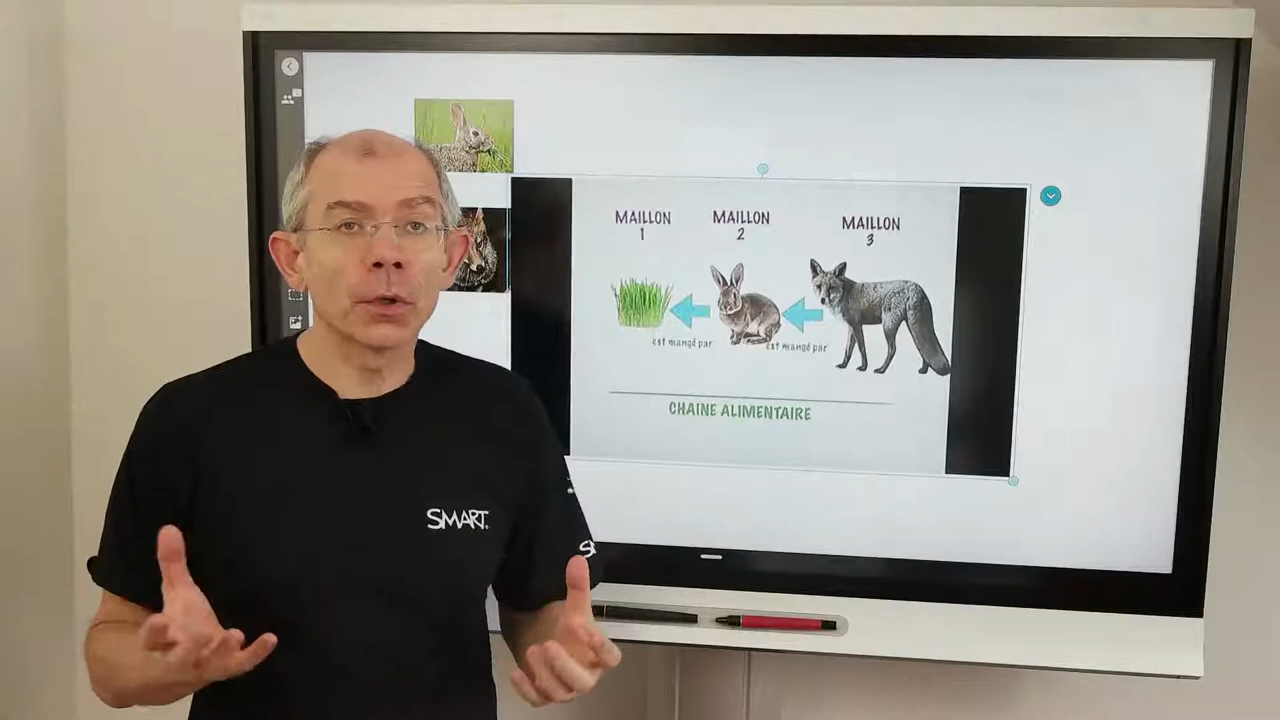 MAILLON
1
MAILLON
2
MAILLON
3
est mangé par
est mangé par
CHAINE ALIMENTAIRE
SMART